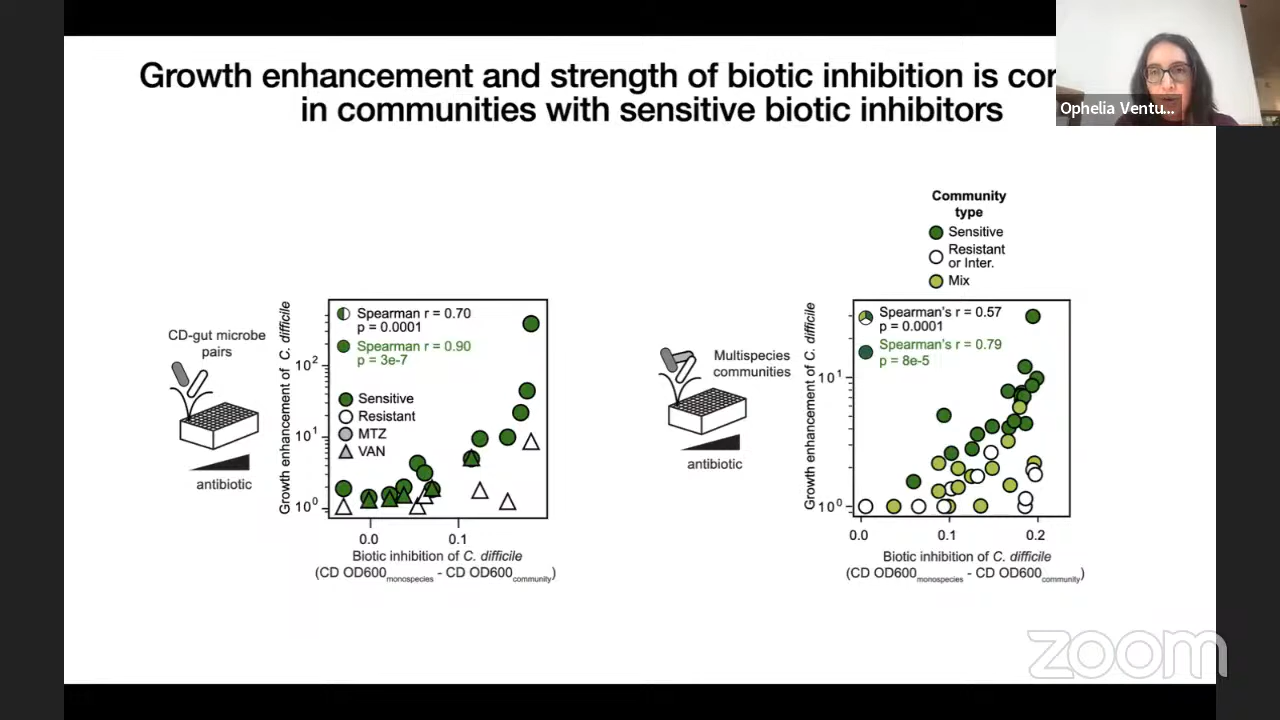 Growth enhancement and strength of biotic inhibition is cor
in communities with sensitive biotic inhibitors
Ophelia Ventu...
CD-gut microbe
pairs
antibiotic
Growth enhancement of C. difficile
10²
10¹
10⁰
Spearman r = 0.70
p = 0.0001
Spearman r = 0.90
p = 3e-7
Sensitive
Resistant
MTZ
VAN
0.0
0.1
Biotic inhibition of C. difficile
(CD OD600monospecies - CD OD600community)
Multispecies
communities
antibiotic
Community
type
Sensitive
Resistant
or Inter.
Mix
Growth enhancement of C. difficile
10¹
10⁰
Spearman's r = 0.57
p = 0.0001
Spearman's r = 0.79
p = 8e-5
0.0
0.1
0.2
Biotic inhibition of C. difficile
(CD OD600monospecies - CD OD600community)
zoom